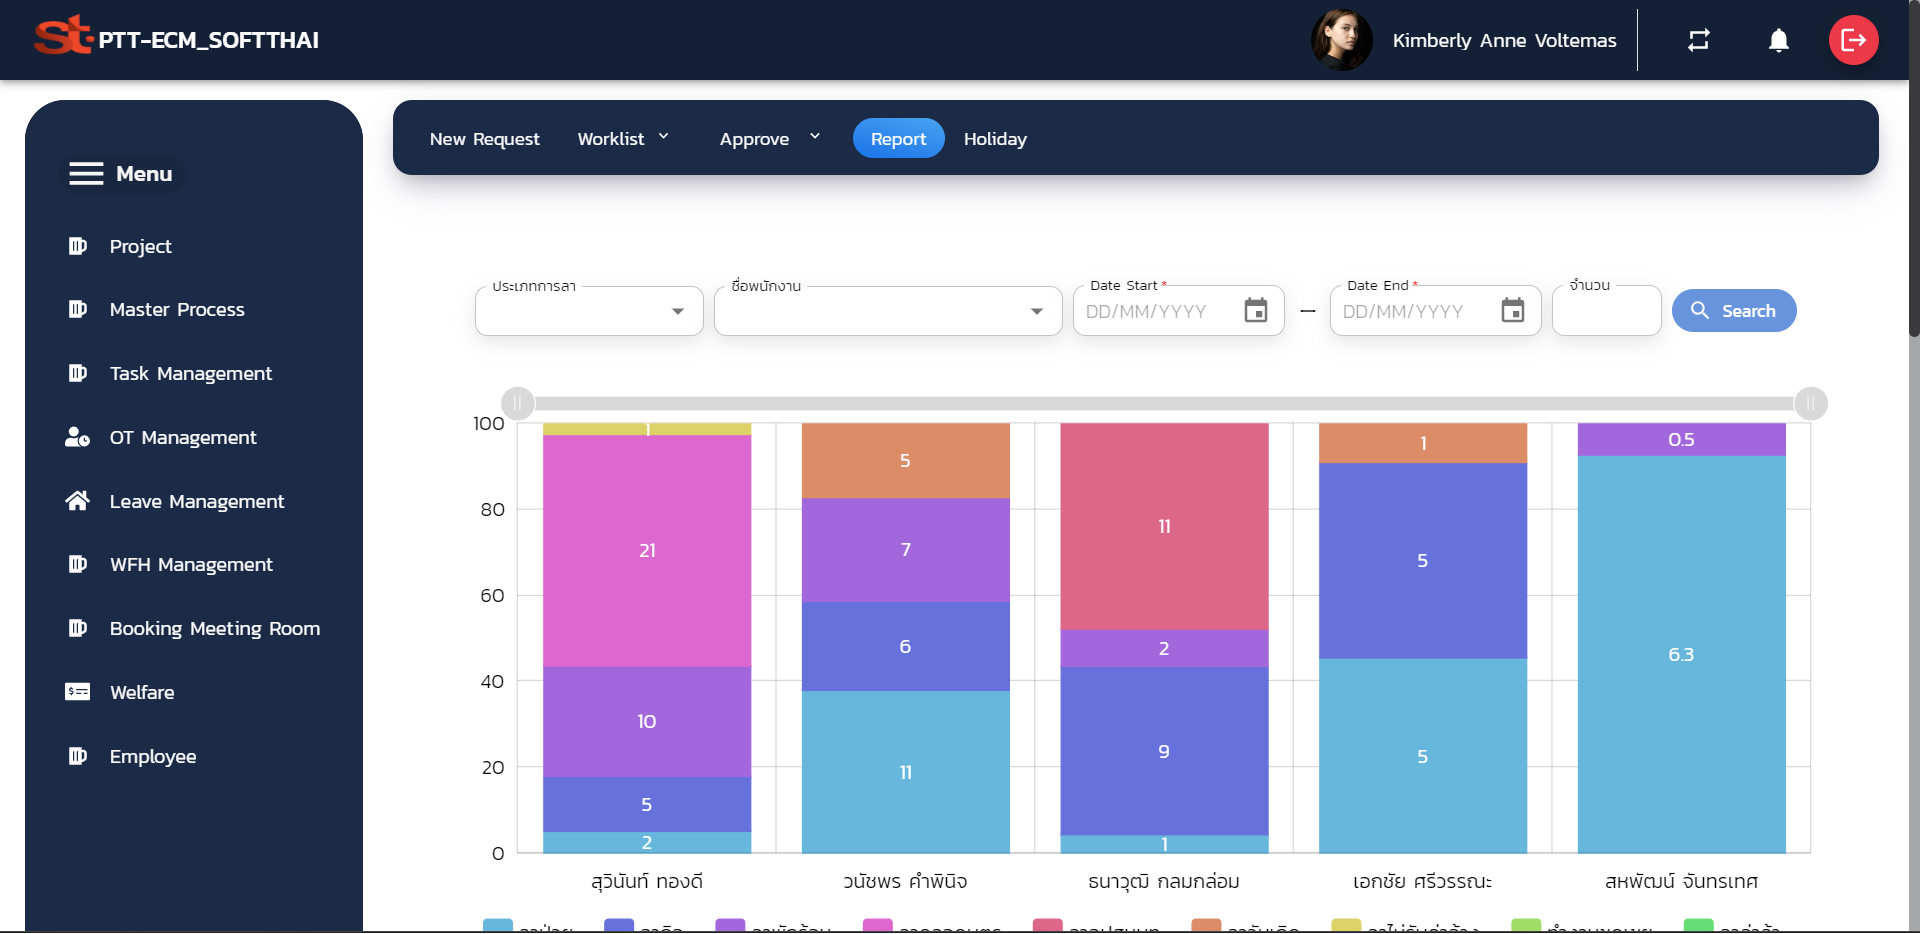 PTT-ECM_SOFTTHAI
Kimberly Anne Voltemas
Menu
Project
Master Process
Task Management
OT Management
Leave Management
WFH Management
Booking Meeting Room
Welfare
Employee
New Request Worklist Approve Report Holiday
ประเภทการลา ชื่อพนักงาน Date Start * Date End * จำนวน
DD/MM/YYYY DD/MM/YYYY Search
100
80
60
40
20
0
1
21
10
5
2
5
7
6
11
11
2
9
1
1
5
5
0.5
6.3
สุวินันท์ ทองดี วนัชพร คำพินิจ ธนาวุฒิ กลมกล่อม เอกชัย ศรีวรรณะ สหพัฒน์ จันทรเทศ